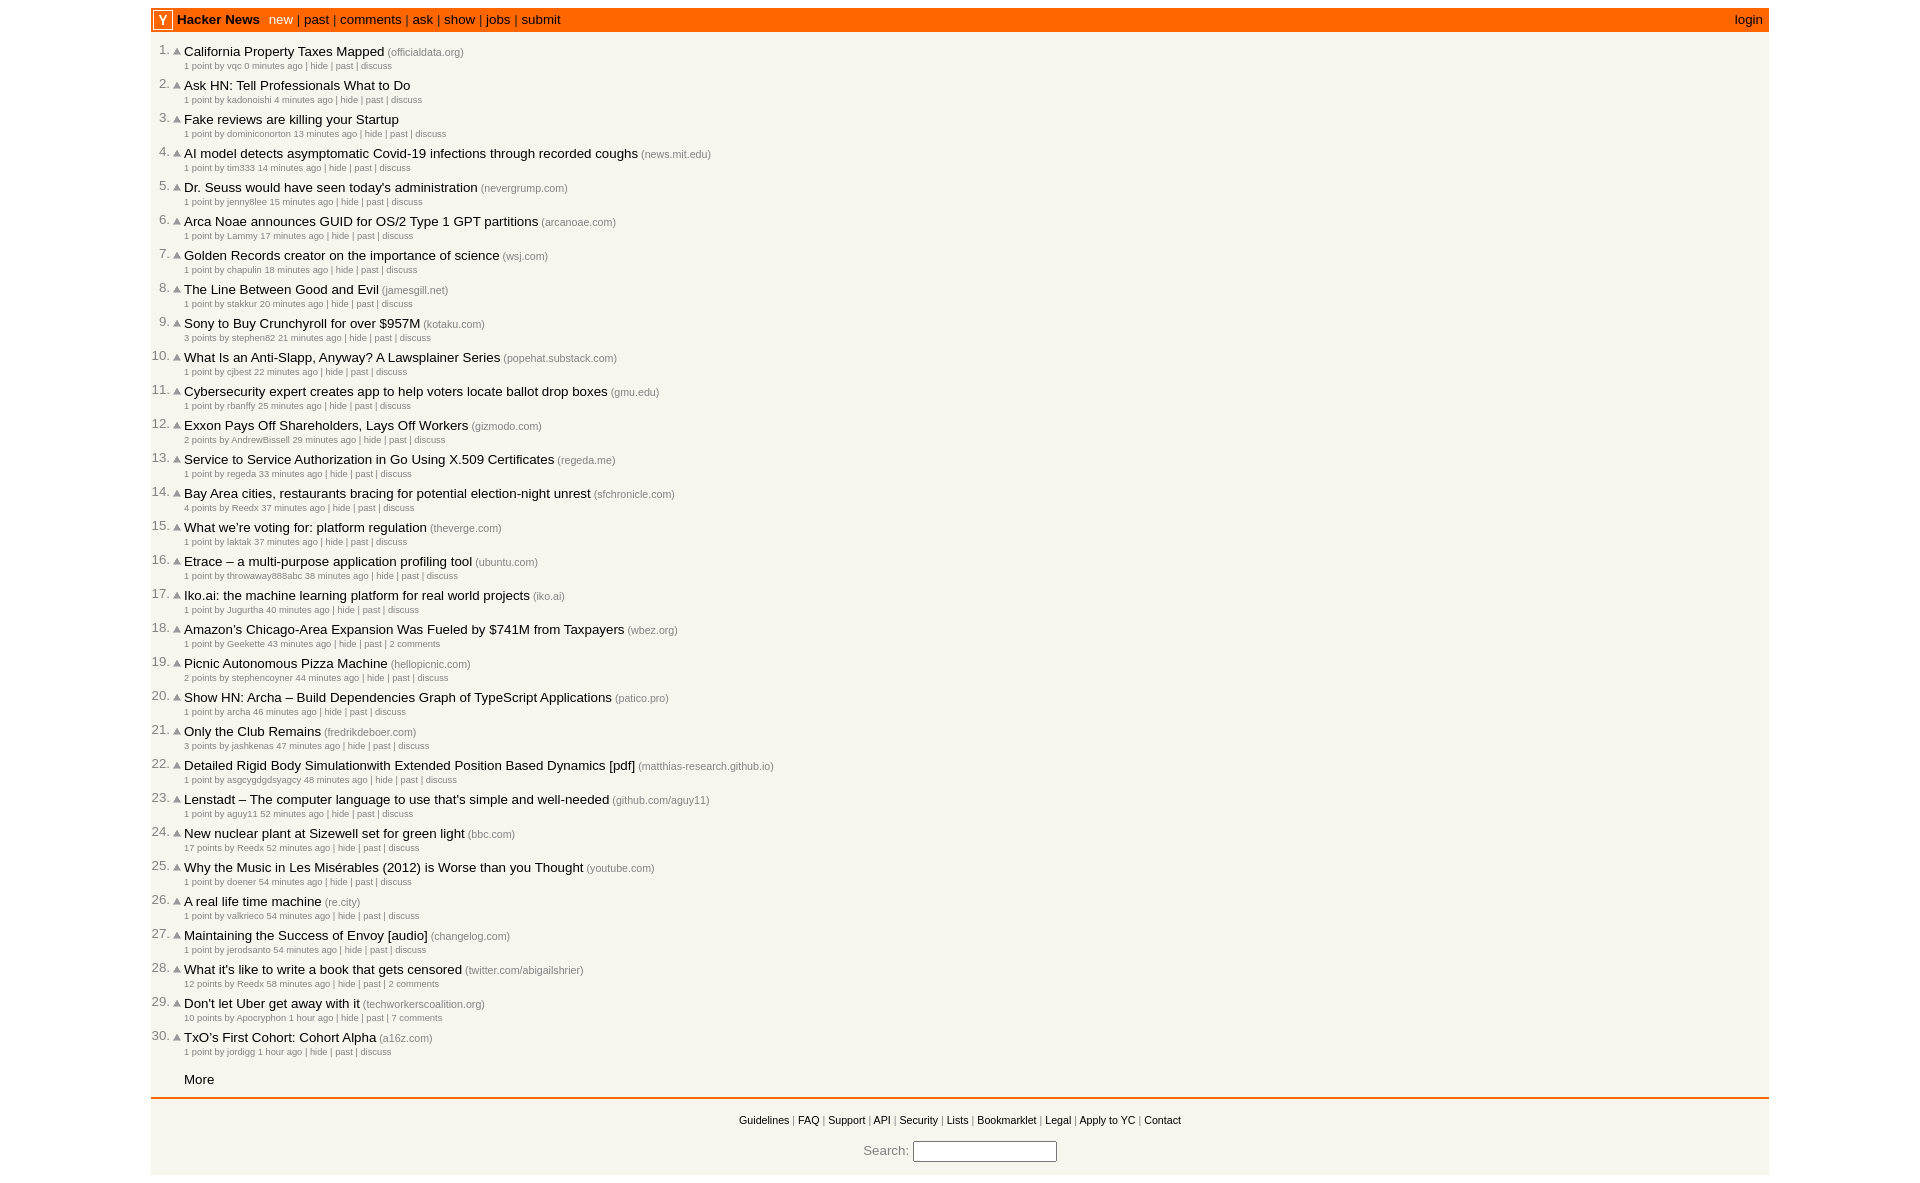 Y Hacker News new | past | comments | ask | show | jobs | submit login
1. California Property Taxes Mapped (officialdata.org)
1 point by vqc 0 minutes ago | hide | past | discuss
2. Ask HN: Tell Professionals What to Do
1 point by kadonoishi 4 minutes ago | hide | past | discuss
3. Fake reviews are killing your Startup
1 point by dominiconorton 13 minutes ago | hide | past | discuss
4. AI model detects asymptomatic Covid-19 infections through recorded coughs (news.mit.edu)
1 point by tim333 14 minutes ago | hide | past | discuss
5. Dr. Seuss would have seen today's administration (nevergrump.com)
1 point by jenny8lee 15 minutes ago | hide | past | discuss
6. Arca Noae announces GUID for OS/2 Type 1 GPT partitions (arcanoae.com)
1 point by Lammy 17 minutes ago | hide | past | discuss
7. Golden Records creator on the importance of science (wsj.com)
1 point by chapulin 18 minutes ago | hide | past | discuss
8. The Line Between Good and Evil (jamesgill.net)
1 point by stakkur 20 minutes ago | hide | past | discuss
9. Sony to Buy Crunchyroll for over $957M (kotaku.com)
3 points by stephen82 21 minutes ago | hide | past | discuss
10. What Is an Anti-Slapp, Anyway? A Lawsplainer Series (popehat.substack.com)
1 point by cjbest 22 minutes ago | hide | past | discuss
11. Cybersecurity expert creates app to help voters locate ballot drop boxes (gmu.edu)
1 point by rbanffy 25 minutes ago | hide | past | discuss
12. Exxon Pays Off Shareholders, Lays Off Workers (gizmodo.com)
2 points by AndrewBissell 29 minutes ago | hide | past | discuss
13. Service to Service Authorization in Go Using X.509 Certificates (regeda.me)
1 point by regeda 33 minutes ago | hide | past | discuss
14. Bay Area cities, restaurants bracing for potential election-night unrest (sfchronicle.com)
4 points by Reedx 37 minutes ago | hide | past | discuss
15. What we’re voting for: platform regulation (theverge.com)
1 point by laktak 37 minutes ago | hide | past | discuss
16. Etrace – a multi-purpose application profiling tool (ubuntu.com)
1 point by throwaway888abc 38 minutes ago | hide | past | discuss
17. Iko.ai: the machine learning platform for real world projects (iko.ai)
1 point by Jugurtha 40 minutes ago | hide | past | discuss
18. Amazon’s Chicago-Area Expansion Was Fueled by $741M from Taxpayers (wbez.org)
1 point by Geekette 43 minutes ago | hide | past | 2 comments
19. Picnic Autonomous Pizza Machine (hellopicnic.com)
2 points by stephencoyner 44 minutes ago | hide | past | discuss
20. Show HN: Archa – Build Dependencies Graph of TypeScript Applications (patico.pro)
1 point by archa 46 minutes ago | hide | past | discuss
21. Only the Club Remains (fredrikdeboer.com)
3 points by jashkenas 47 minutes ago | hide | past | discuss
22. Detailed Rigid Body Simulationwith Extended Position Based Dynamics [pdf] (matthias-research.github.io)
1 point by asgcygdgdsyagcy 48 minutes ago | hide | past | discuss
23. Lenstadt – The computer language to use that's simple and well-needed (github.com/aguy11)
1 point by aguy11 52 minutes ago | hide | past | discuss
24. New nuclear plant at Sizewell set for green light (bbc.com)
17 points by Reedx 52 minutes ago | hide | past | discuss
25. Why the Music in Les Misérables (2012) is Worse than you Thought (youtube.com)
1 point by doener 54 minutes ago | hide | past | discuss
26. A real life time machine (re.city)
1 point by valkrieco 54 minutes ago | hide | past | discuss
27. Maintaining the Success of Envoy [audio] (changelog.com)
1 point by jerodsanto 54 minutes ago | hide | past | discuss
28. What it's like to write a book that gets censored (twitter.com/abigailshrier)
12 points by Reedx 58 minutes ago | hide | past | 2 comments
29. Don't let Uber get away with it (techworkerscoalition.org)
10 points by Apocryphon 1 hour ago | hide | past | 7 comments
30. TxO’s First Cohort: Cohort Alpha (a16z.com)
1 point by jordigg 1 hour ago | hide | past | discuss
More
Guidelines | FAQ | Support | API | Security | Lists | Bookmarklet | Legal | Apply to YC | Contact
Search: